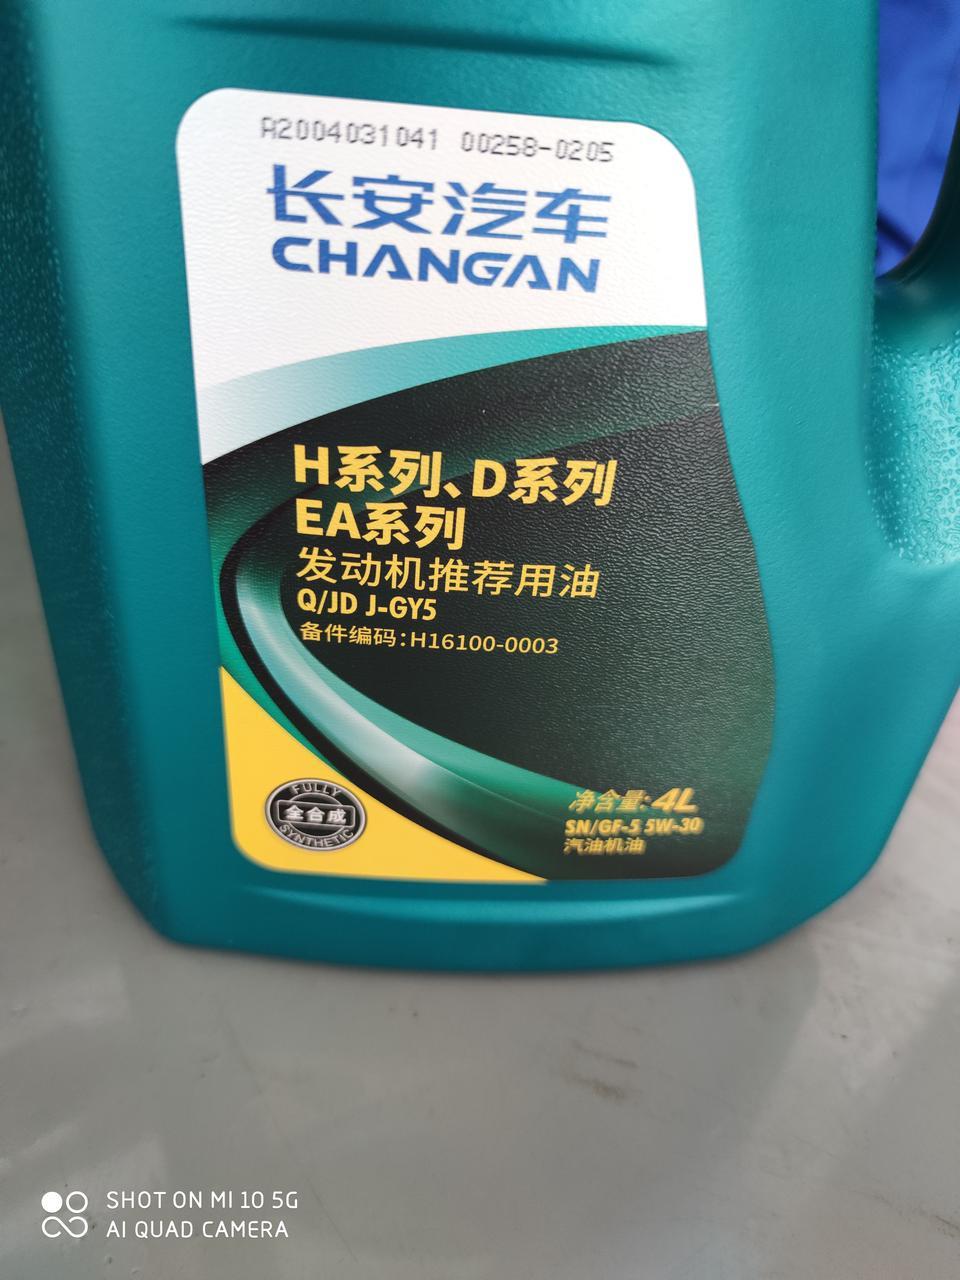 A2004031041 00258-0205
长安汽车
CHANGAN
H系列、D系列
EA系列
发动机推荐用油
Q/JD J-GY5
备件编码:H16100-0003
FULLY
全合成
SYNTHETIC
净含量:4L
SN/GF-5 5W-30
汽油机油
SHOT ON MI 10 5G
AI QUAD CAMERA